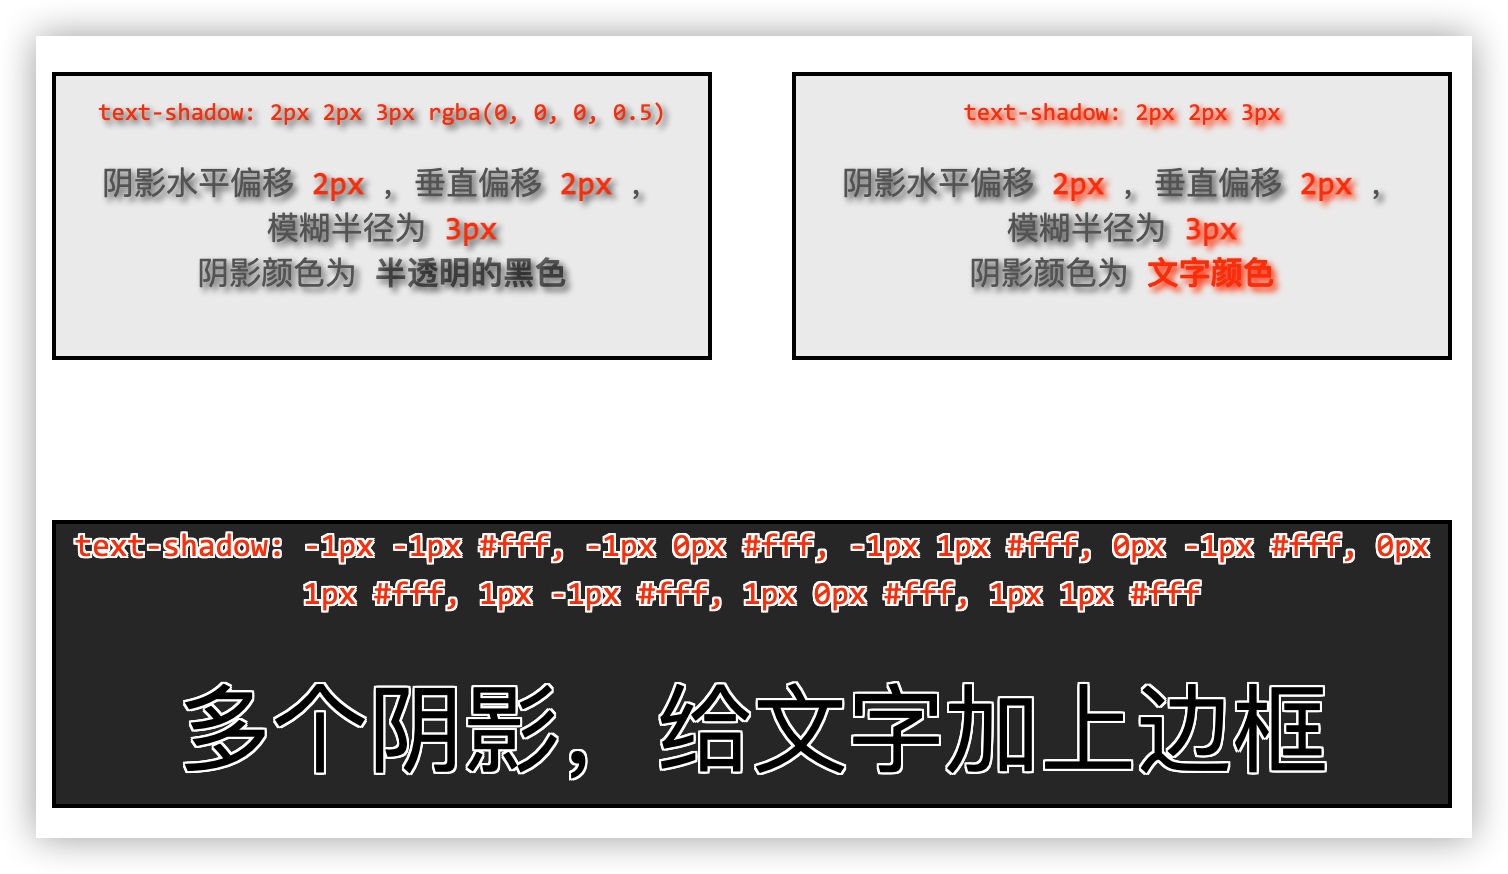 text-shadow: 2px 2px 3px rgba(0, 0, 0, 0.5)
阴影水平偏移 2px ，垂直偏移 2px ，
模糊半径为 3px
阴影颜色为 半透明的黑色
text-shadow: 2px 2px 3px
阴影水平偏移 2px ，垂直偏移 2px ，
模糊半径为 3px
阴影颜色为 文字颜色
text-shadow: -1px -1px #fff, -1px 0px #fff, -1px 1px #fff, 0px -1px #fff, 0px
1px #fff, 1px -1px #fff, 1px 0px #fff, 1px 1px #fff
多个阴影，给文字加上边框